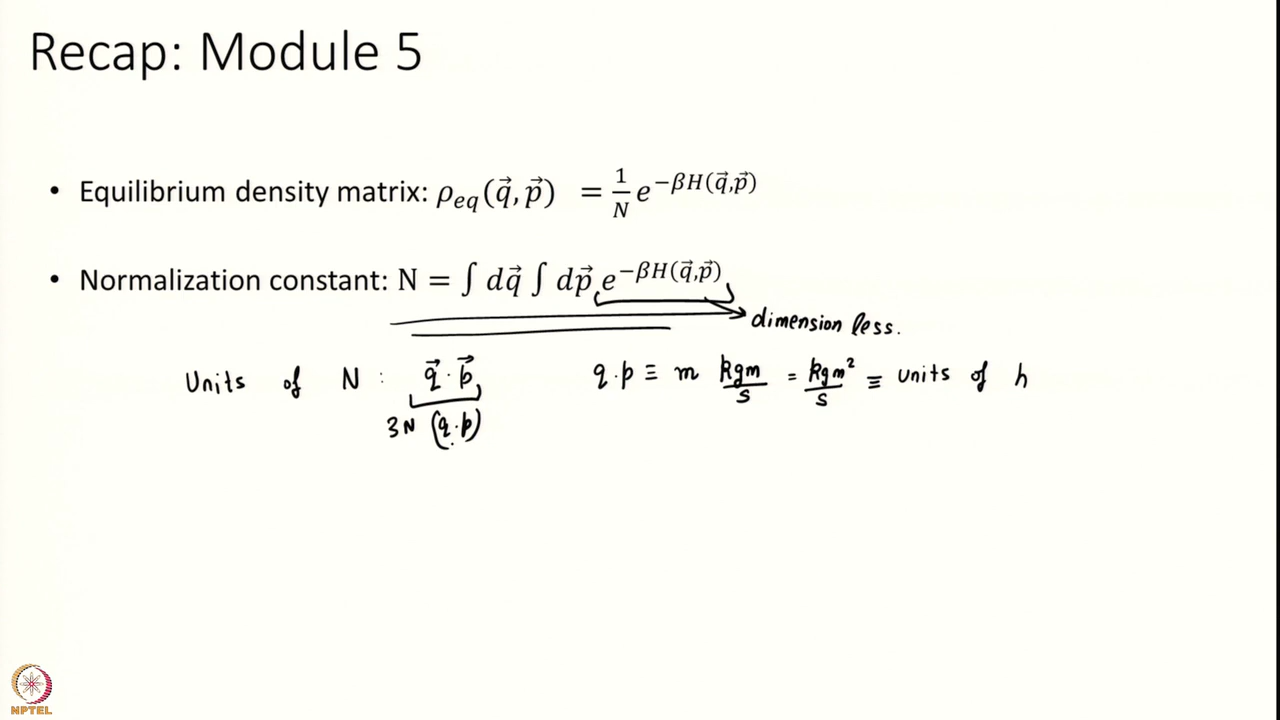 Recap: Module 5
• Equilibrium density matrix: ρ_eq(q⃗, p⃗) = 1/N e^{−βH(q⃗,p⃗)}
• Normalization constant: N = ∫ dq⃗ ∫ dp⃗ e^{−βH(q⃗,p⃗)}
dimension less.
Units of N : q⃗ · p⃗ q.p ≡ m kgm/s = kgm²/s ≡ units of h
3N (q.p)
NPTEL